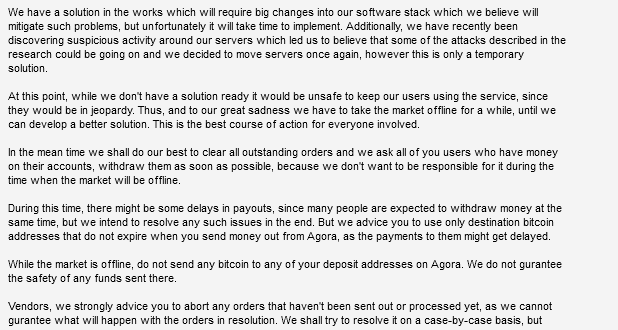 We have a solution in the works which will require big changes into our software stack which we believe will
mitigate such problems, but unfortunately it will take time to implement. Additionally, we have recently been
discovering suspicious activity around our servers which led us to believe that some of the attacks described in the
research could be going on and we decided to move servers once again, however this is only a temporary
solution.
At this point, while we don't have a solution ready it would be unsafe to keep our users using the service, since
they would be in jeopardy. Thus, and to our great sadness we have to take the market offline for a while, until we
can develop a better solution. This is the best course of action for everyone involved.
In the mean time we shall do our best to clear all outstanding orders and we ask all of you users who have money
on their accounts, withdraw them as soon as possible, because we don't want to be responsible for it during the
time when the market will be offline.
During this time, there might be some delays in payouts, since many people are expected to withdraw money at the
same time, but we intend to resolve any such issues in the end. But we advice you to use only destination bitcoin
addresses that do not expire when you send money out from Agora, as the payments to them might get delayed.
While the market is offline, do not send any bitcoin to any of your deposit addresses on Agora. We do not gurantee
the safety of any funds sent there.
Vendors, we strongly advice you to abort any orders that haven't been sent out or processed yet, as we cannot
gurantee what will happen with the orders in resolution. We shall try to resolve it on a case-by-case basis, but